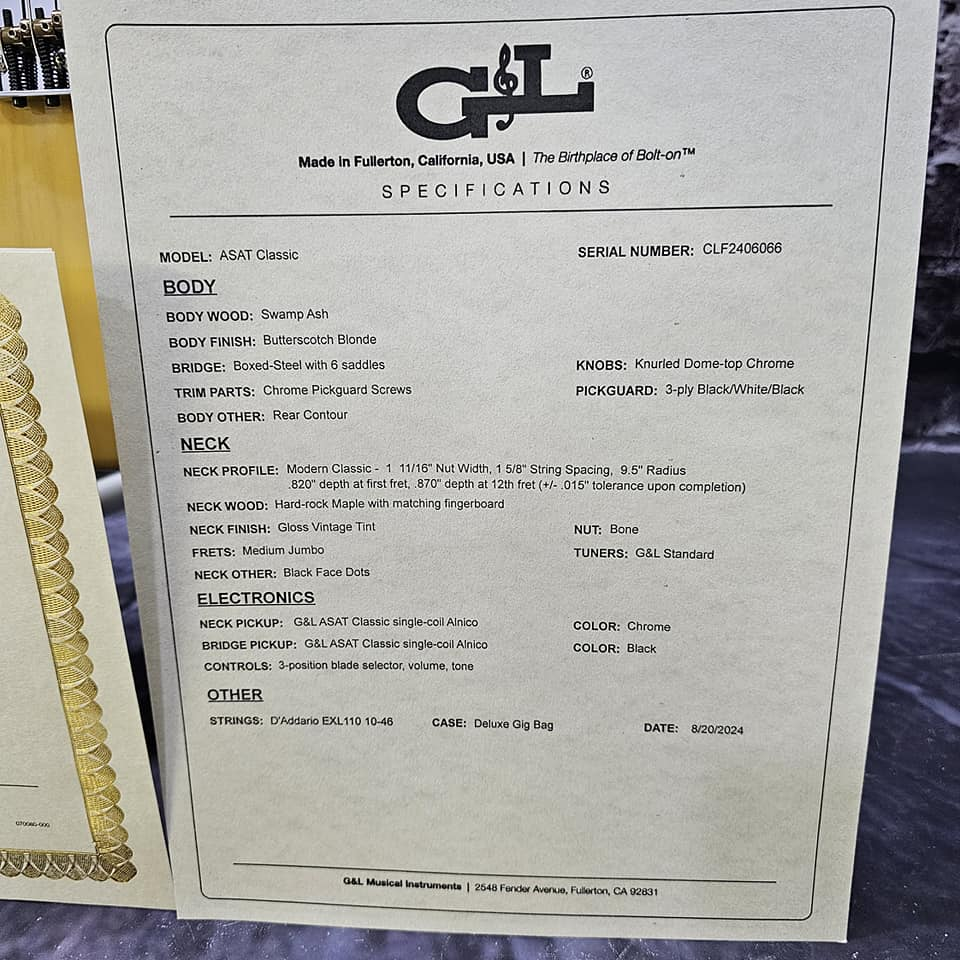 G&L®
Made in Fullerton, California, USA | The Birthplace of Bolt-on™
SPECIFICATIONS
MODEL: ASAT Classic SERIAL NUMBER: CLF2406066
BODY
BODY WOOD: Swamp Ash
BODY FINISH: Butterscotch Blonde
BRIDGE: Boxed-Steel with 6 saddles KNOBS: Knurled Dome-top Chrome
TRIM PARTS: Chrome Pickguard Screws PICKGUARD: 3-ply Black/White/Black
BODY OTHER: Rear Contour
NECK
NECK PROFILE: Modern Classic - 1 11/16" Nut Width, 1 5/8" String Spacing, 9.5" Radius
.820" depth at first fret, .870" depth at 12th fret (+/- .015" tolerance upon completion)
NECK WOOD: Hard-rock Maple with matching fingerboard
NECK FINISH: Gloss Vintage Tint NUT: Bone
FRETS: Medium Jumbo TUNERS: G&L Standard
NECK OTHER: Black Face Dots
ELECTRONICS
NECK PICKUP: G&L ASAT Classic single-coil Alnico COLOR: Chrome
BRIDGE PICKUP: G&L ASAT Classic single-coil Alnico COLOR: Black
CONTROLS: 3-position blade selector, volume, tone
OTHER
STRINGS: D'Addario EXL110 10-46 CASE: Deluxe Gig Bag DATE: 8/20/2024
G&L Musical Instruments | 2548 Fender Avenue, Fullerton, CA 92831